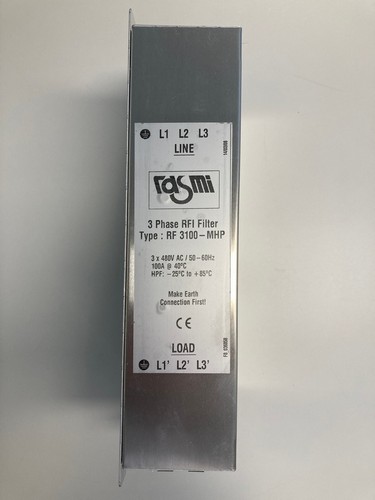 L1 L2 L3
LINE
rasmi
3 Phase RFI Filter
Type : RF 3100-MHP
3 x 480V AC / 50-60Hz
100A @ 40°C
HPF: -25°C to +85°C
Make Earth
Connection First!
CE
LOAD
L1' L2' L3'